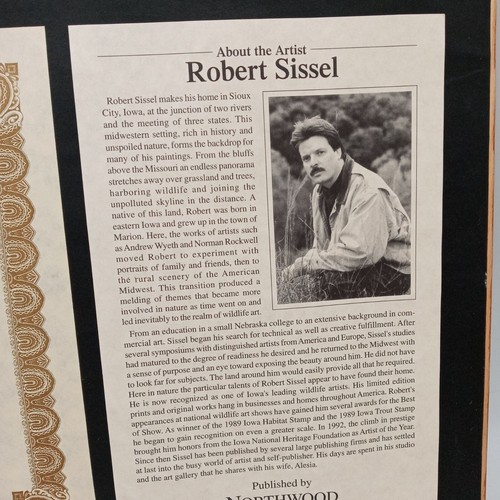 About the Artist
Robert Sissel
Robert Sissel makes his home in Sioux
City, Iowa, at the junction of two rivers
and the meeting of three states. This
midwestern setting, rich in history and
unspoiled nature, forms the backdrop for
many of his paintings. From the bluffs
above the Missouri an endless panorama
stretches away over grassland and trees,
harboring wildlife and joining the
unpolluted skyline in the distance. A
native of this land, Robert was born in
eastern Iowa and grew up in the town of
Marion. Here, the works of artists such
as Andrew Wyeth and Norman Rockwell
moved Robert to experiment with
portraits of family and friends, then to
the rural scenery of the American
Midwest. This transition produced a
melding of themes that became more
involved in nature as time went on and
led inevitably to the realm of wildlife art.
From an education in a small Nebraska college to an extensive background in com-
mercial art. Sissel began his search for technical as well as creative fulfillment. After
several symposiums with distinguished artists from America and Europe, Sissel's studies
had matured to the degree of readiness he desired and he returned to the Midwest with
a sense of purpose and an eye toward exposing the beauty around him. He did not have
to look far for subjects. The land around him would easily provide all that he required.
Here in nature the particular talents of Robert Sissel appear to have found their home.
He is now recognized as one of Iowa's leading wildlife artists. His limited edition
prints and original works hang in businesses and homes throughout America. Robert's
appearances at national wildlife art shows have gained him several awards for the Best
of Show. As winner of the 1989 Iowa Habitat Stamp and the 1989 Iowa Trout Stamp
he began to gain recognition on even a greater scale. In 1992, the climb in prestige
brought him honors from the Iowa National Heritage Foundation as Artist of the Year.
Since then Sissel has been published by several large publishing firms and has settled
at last into the busy world of artist and self-publisher. His days are spent in his studio
and the art gallery that he shares with his wife, Alesia.
Published by
NORTHWOOD